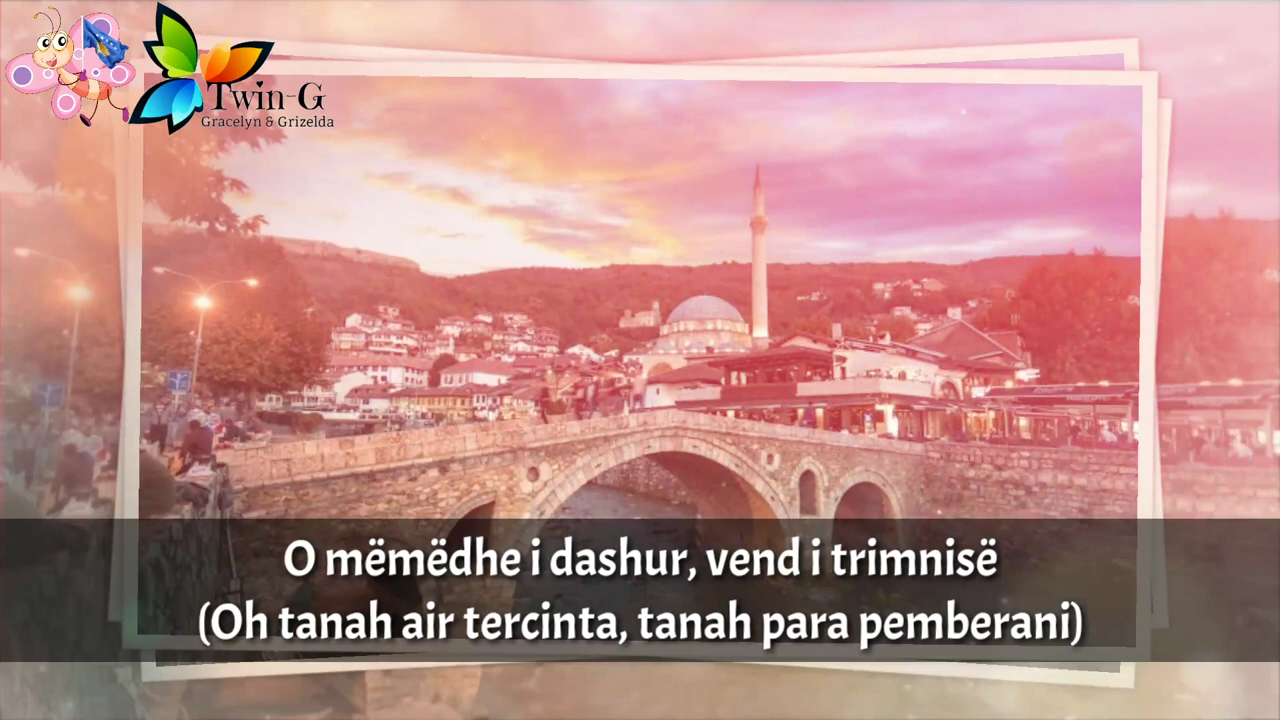 Twin-G
Gracelyn & Grizelda
O mëmëdhe i dashur, vend i trimnisë
(Oh tanah air tercinta, tanah para pemberani)